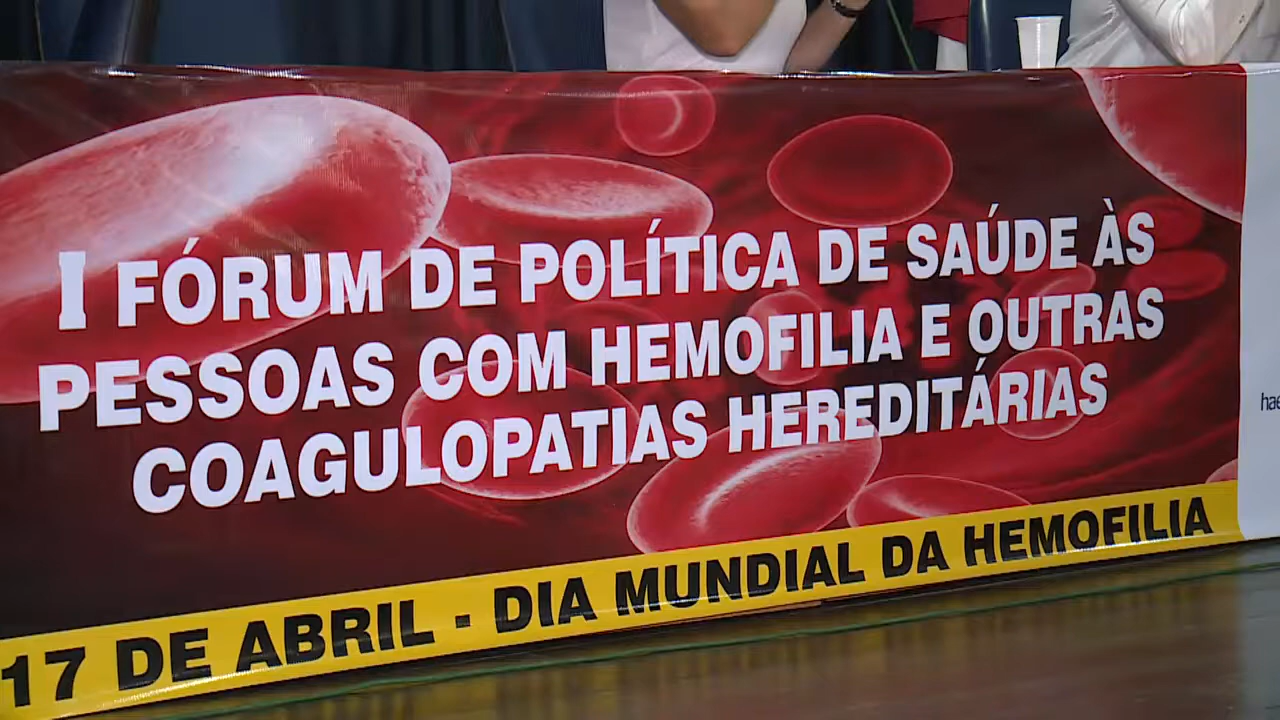 I FÓRUM DE POLÍTICA DE SAÚDE ÀS
PESSOAS COM HEMOFILIA E OUTRAS
COAGULOPATIAS HEREDITÁRIAS
17 DE ABRIL - DIA MUNDIAL DA HEMOFILIA